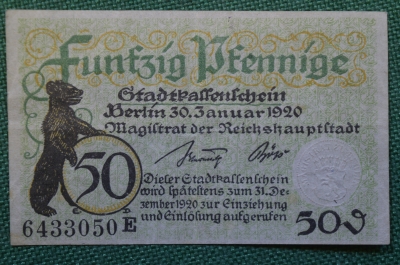 Funfzig Pfennige
Stadtkassenschein
Berlin 30. Januar 1920
Magistrat der Reichshauptstadt
50
Dieser Stadtkassenschein
wird spätestens zum 31. De-
zember 1920 zur Einziehung
und Einlösung aufgerufen
6433050 E
50 ₰